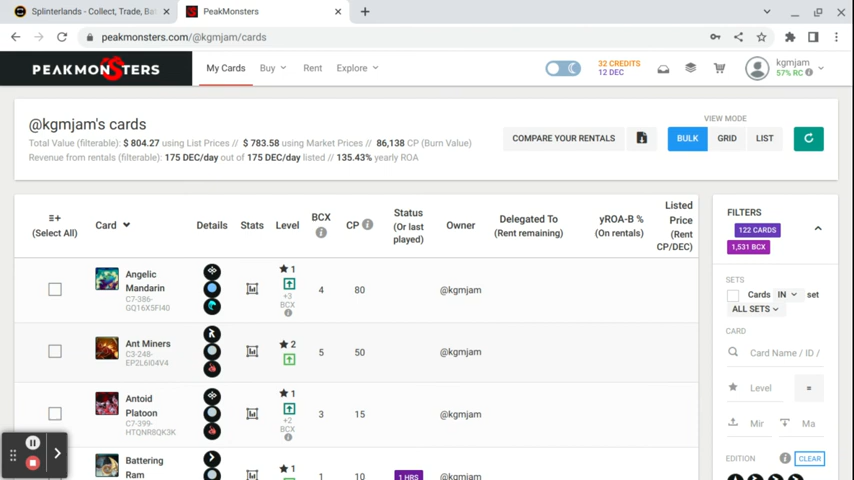 Splinterlands - Collect, Trade, Bat
PeakMonsters
peakmonsters.com/@kgmjam/cards
PEAKMONSTERS
My Cards
Buy
Rent
Explore
32 CREDITS
12 DEC
kgmjam
57% RC
@kgmjam's cards
Total Value (filterable): $ 804.27 using List Prices // $ 783.58 using Market Prices // 86,138 CP (Burn Value)
Revenue from rentals (filterable): 175 DEC/day out of 175 DEC/day listed // 135.43% yearly ROA
COMPARE YOUR RENTALS
VIEW MODE
BULK
GRID
LIST
(Select All)
Card
Details
Stats
Level
BCX
CP
Status
(Or last
played)
Owner
Delegated To
(Rent remaining)
yROA-B %
(On rentals)
Listed
Price
(Rent
CP/DEC)
Angelic
Mandarin
C7-386-
GQ16X5FI40
1
+3
BCX
4
80
@kgmjam
Ant Miners
C3-248-
EP2L6I04V4
2
5
50
@kgmjam
Antoid
Platoon
C7-399-
HTQNR8QK3K
1
+2
BCX
3
15
@kgmjam
Battering
Ram
1
1
10
1 HRS
@kgmjam
FILTERS
122 CARDS
1,531 BCX
SETS
Cards IN set
ALL SETS
CARD
Card Name / ID /
Level
=
Mir
Ma
EDITION
CLEAR